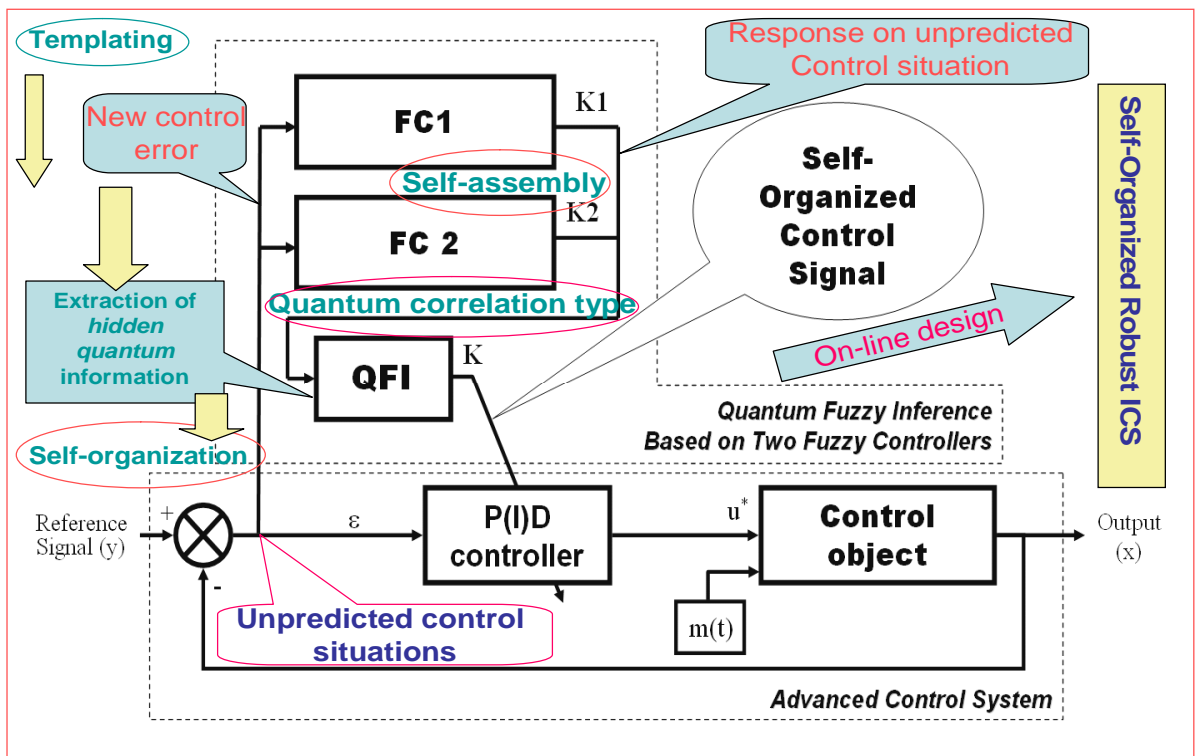 Templating
Response on unpredicted
Control situation
New control
error
FC1
K1
Self-assembly
FC 2
K2
Self-
Organized
Control
Signal
Self-Organized Robust ICS
Quantum correlation type
Extraction of
hidden
quantum
information
QFI
K
On-line design
Quantum Fuzzy Inference
Based on Two Fuzzy Controllers
Self-organization
Reference
Signal (y)
+
-
ε
P(I)D
controller
u*
Control
object
Output
(x)
m(t)
Unpredicted control
situations
Advanced Control System